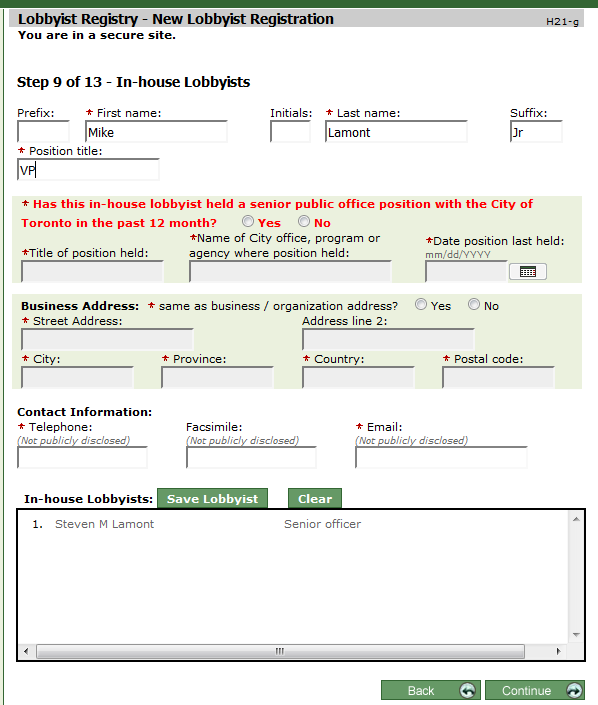 Lobbyist Registry - New Lobbyist Registration H21-g
You are in a secure site.
Step 9 of 13 - In-house Lobbyists
Prefix: * First name: Initials: * Last name: Suffix:
Mike Lamont Jr
* Position title:
VP
* Has this in-house lobbyist held a senior public office position with the City of
Toronto in the past 12 month? Yes No
*Title of position held: *Name of City office, program or agency where position held: *Date position last held:
mm/dd/YYYY
Business Address: * same as business / organization address? Yes No
* Street Address: Address line 2:
* City: * Province: * Country: * Postal code:
Contact Information:
* Telephone: Facsimile: * Email:
(Not publicly disclosed) (Not publicly disclosed) (Not publicly disclosed)
In-house Lobbyists: Save Lobbyist Clear
1. Steven M Lamont Senior officer
Back Continue